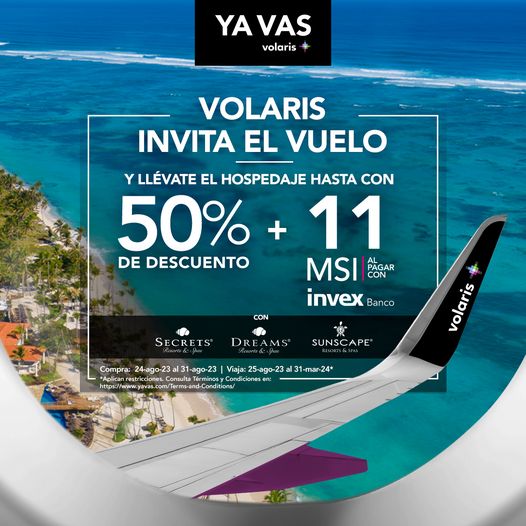 YA VAS
volaris
VOLARIS
INVITA EL VUELO
Y LLÉVATE EL HOSPEDAJE HASTA CON
50% + 11
DE DESCUENTO
MSI AL PAGAR CON
invex Banco
CON
SECRETS®
Resorts & Spas
DREAMS®
Resorts & Spas
SUNSCAPE®
RESORTS & SPAS
Compra: 24-ago-23 al 31-ago-23 | Viaja: 25-ago-23 al 31-mar-24*
*Aplican restricciones. Consulta Términos y Condiciones en:
https://www.yavas.com/Terms-and-Conditions/
volaris